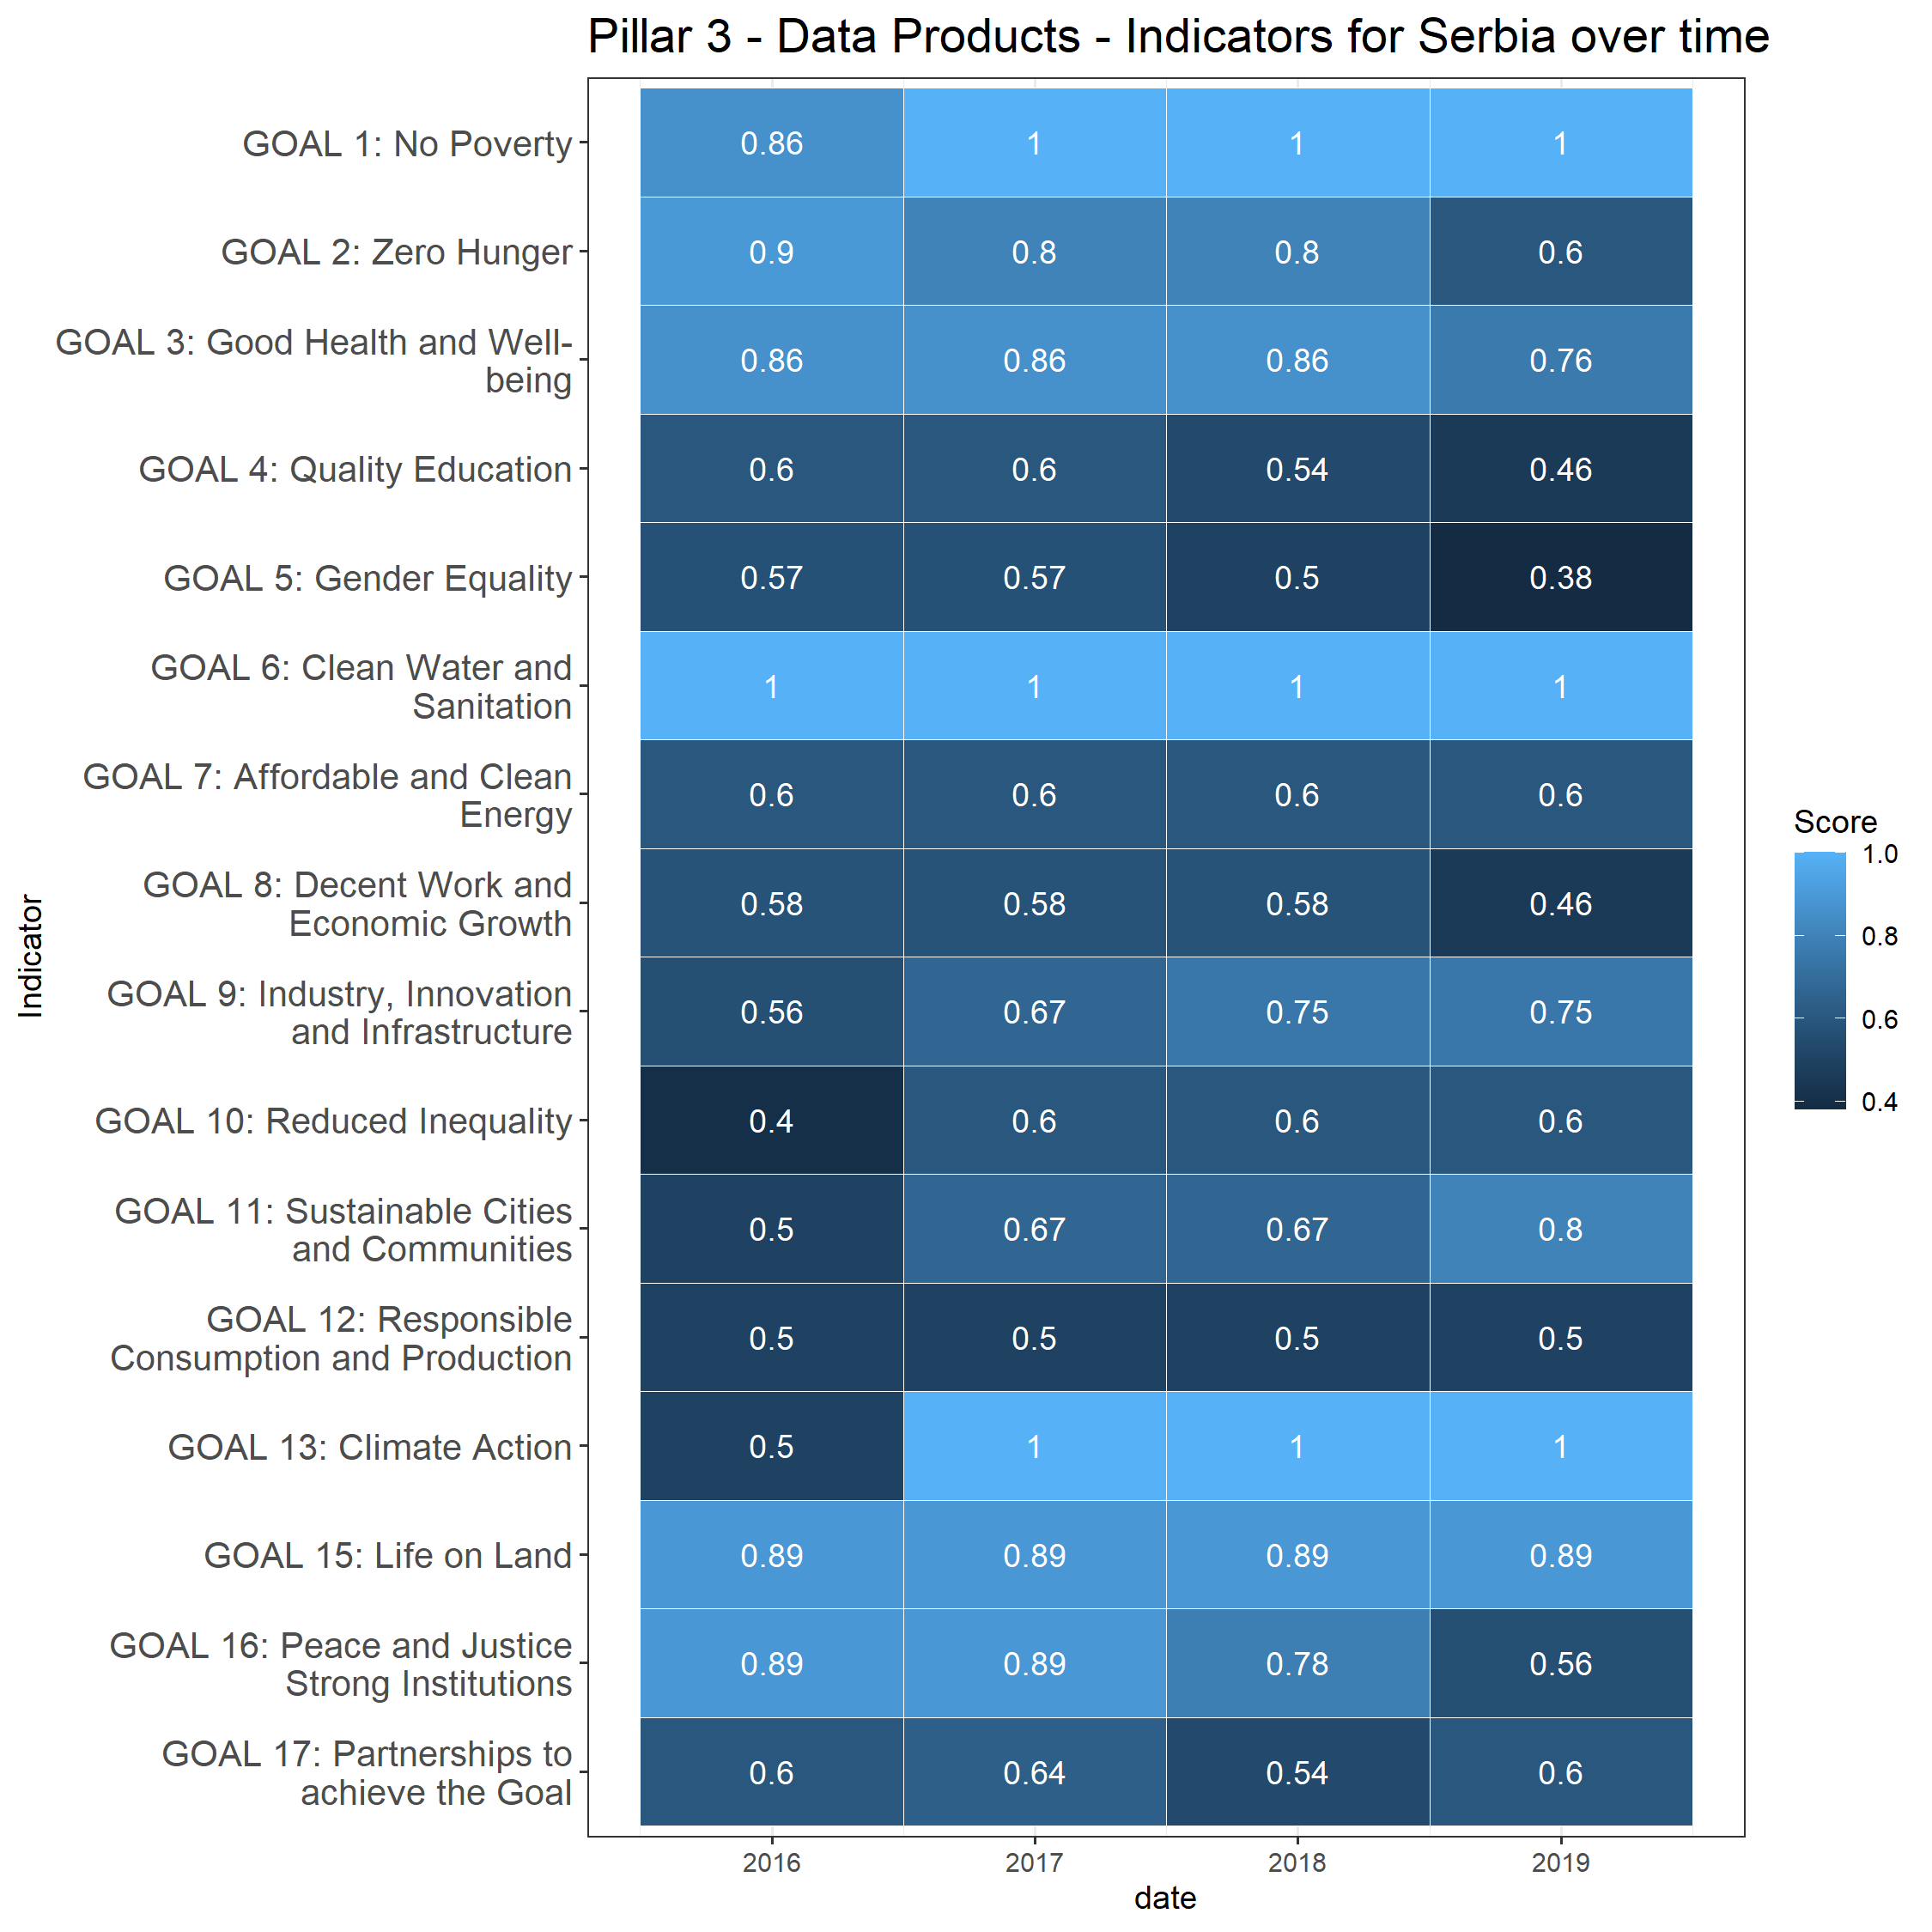 Pillar 3 - Data Products - Indicators for Serbia over time
GOAL 1: No Poverty
0.86 1 1 1
GOAL 2: Zero Hunger
0.9 0.8 0.8 0.6
GOAL 3: Good Health and Well-
being
0.86 0.86 0.86 0.76
GOAL 4: Quality Education
0.6 0.6 0.54 0.46
GOAL 5: Gender Equality
0.57 0.57 0.5 0.38
GOAL 6: Clean Water and
Sanitation
1 1 1 1
GOAL 7: Affordable and Clean
Energy
0.6 0.6 0.6 0.6
GOAL 8: Decent Work and
Economic Growth
0.58 0.58 0.58 0.46
GOAL 9: Industry, Innovation
and Infrastructure
0.56 0.67 0.75 0.75
GOAL 10: Reduced Inequality
0.4 0.6 0.6 0.6
GOAL 11: Sustainable Cities
and Communities
0.5 0.67 0.67 0.8
GOAL 12: Responsible
Consumption and Production
0.5 0.5 0.5 0.5
GOAL 13: Climate Action
0.5 1 1 1
GOAL 15: Life on Land
0.89 0.89 0.89 0.89
GOAL 16: Peace and Justice
Strong Institutions
0.89 0.89 0.78 0.56
GOAL 17: Partnerships to
achieve the Goal
0.6 0.64 0.54 0.6
2016 2017 2018 2019
date
Indicator
Score
1.0
0.8
0.6
0.4